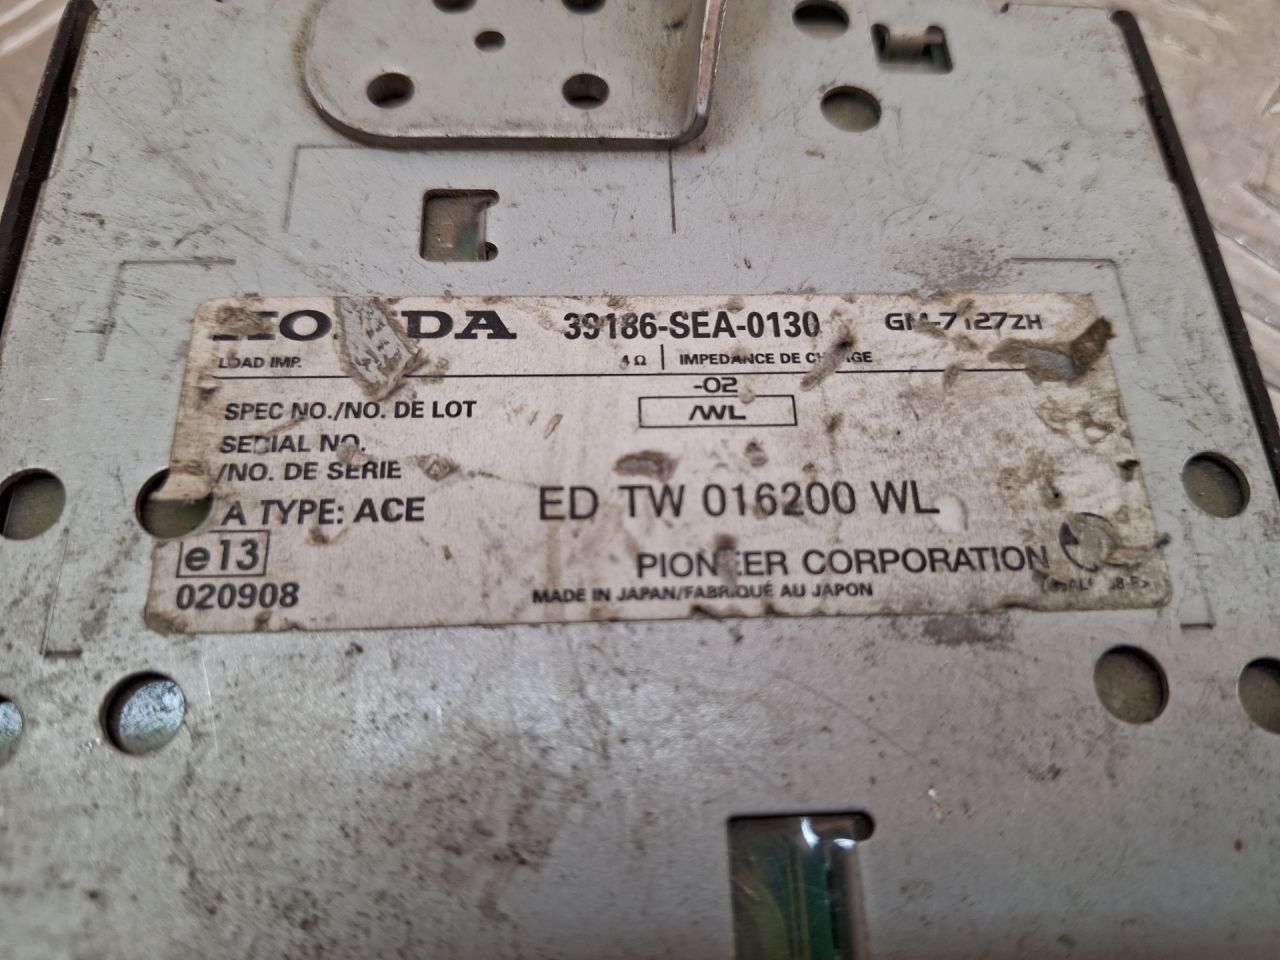 HONDA 39186-SEA-0130 GM-7127ZH
LOAD IMP. 4Ω IMPEDANCE DE CHARGE
-02
SPEC NO./NO. DE LOT /WL
SERIAL NO.
/NO. DE SERIE
A TYPE: ACE ED TW 016200 WL
e13 PIONEER CORPORATION
020908 MADE IN JAPAN/FABRIQUÉ AU JAPON